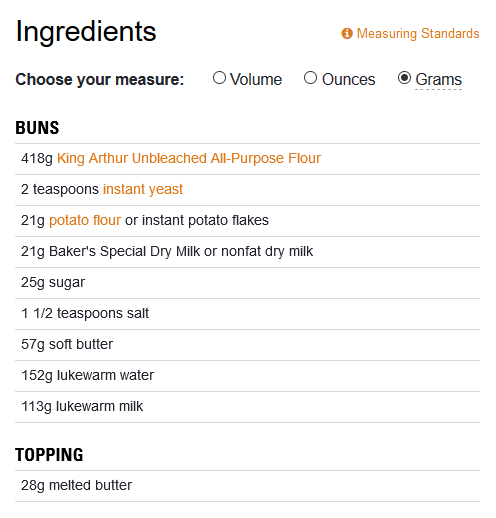 Ingredients
Measuring Standards
Choose your measure: Volume Ounces Grams
BUNS
418g King Arthur Unbleached All-Purpose Flour
2 teaspoons instant yeast
21g potato flour or instant potato flakes
21g Baker's Special Dry Milk or nonfat dry milk
25g sugar
1 1/2 teaspoons salt
57g soft butter
152g lukewarm water
113g lukewarm milk
TOPPING
28g melted butter